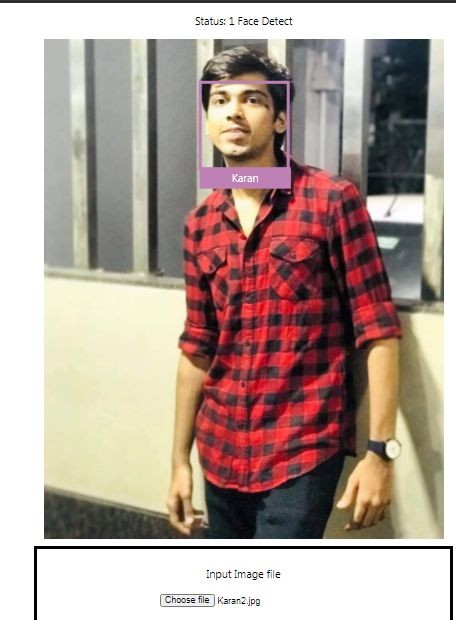 Status: 1 Face Detect
Karan
Input Image file
Choose file Karan2.jpg